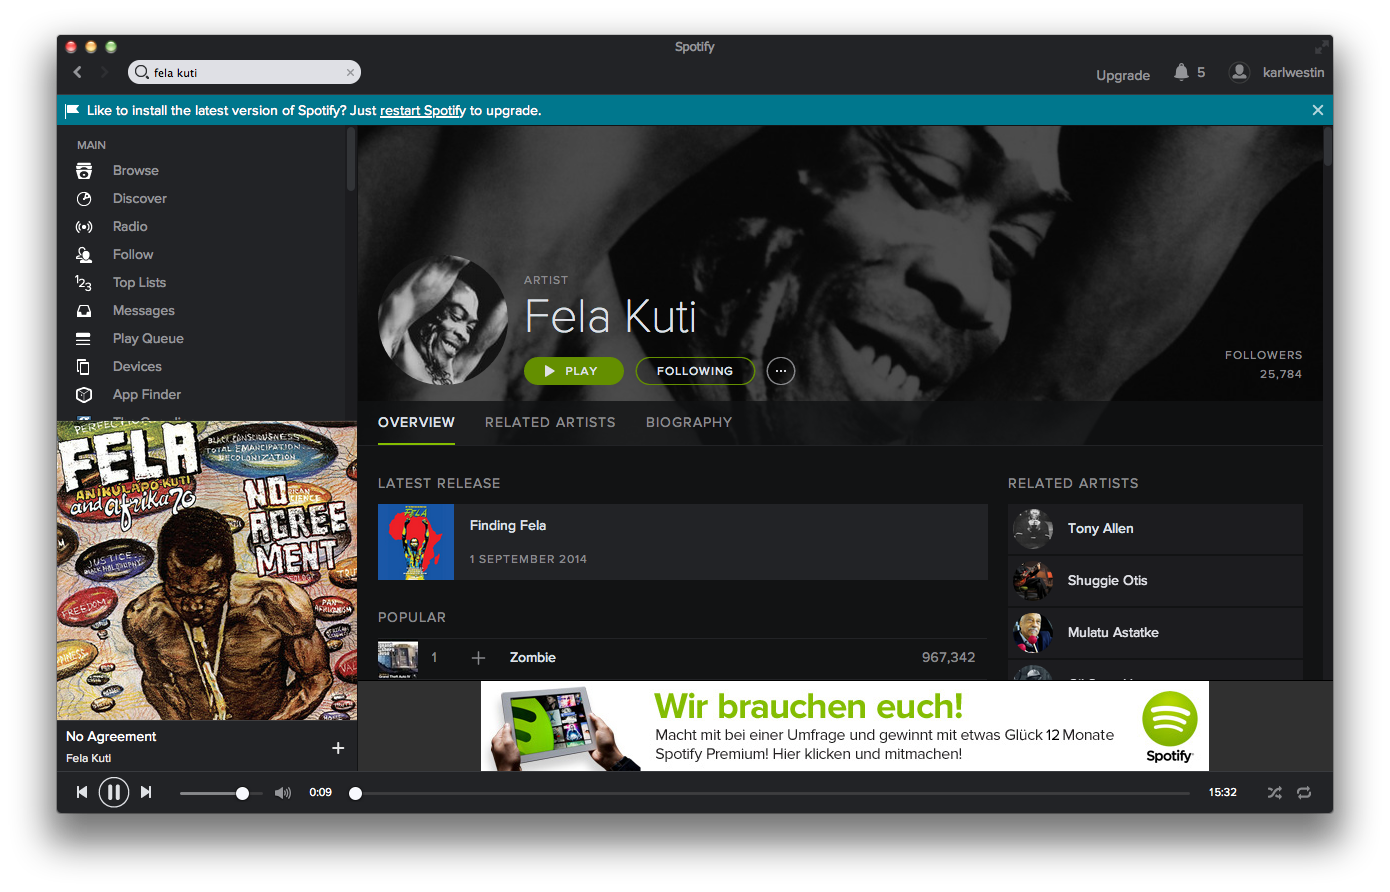 Spotify
fela kuti
Upgrade
5
karlwestin
Like to install the latest version of Spotify? Just restart Spotify to upgrade.
MAIN
Browse
Discover
Radio
Follow
Top Lists
Messages
Play Queue
Devices
App Finder
ARTIST
Fela Kuti
PLAY
FOLLOWING
FOLLOWERS
25,784
OVERVIEW
RELATED ARTISTS
BIOGRAPHY
LATEST RELEASE
Finding Fela
1 SEPTEMBER 2014
POPULAR
1
Zombie
967,342
RELATED ARTISTS
Tony Allen
Shuggie Otis
Mulatu Astatke
FELA
ANIKULAPO KUTI
and afrika 70
NO
AGREE
MENT
BLACK CONSCIOUSNESS
TOTAL EMANCIPATION
DECOLONIZATION
JUSTICE
FREEDOM
PAN
AFRIKANISM
No Agreement
Fela Kuti
Wir brauchen euch!
Macht mit bei einer Umfrage und gewinnt mit etwas Glück 12 Monate
Spotify Premium! Hier klicken und mitmachen!
Spotify
0:09
15:32